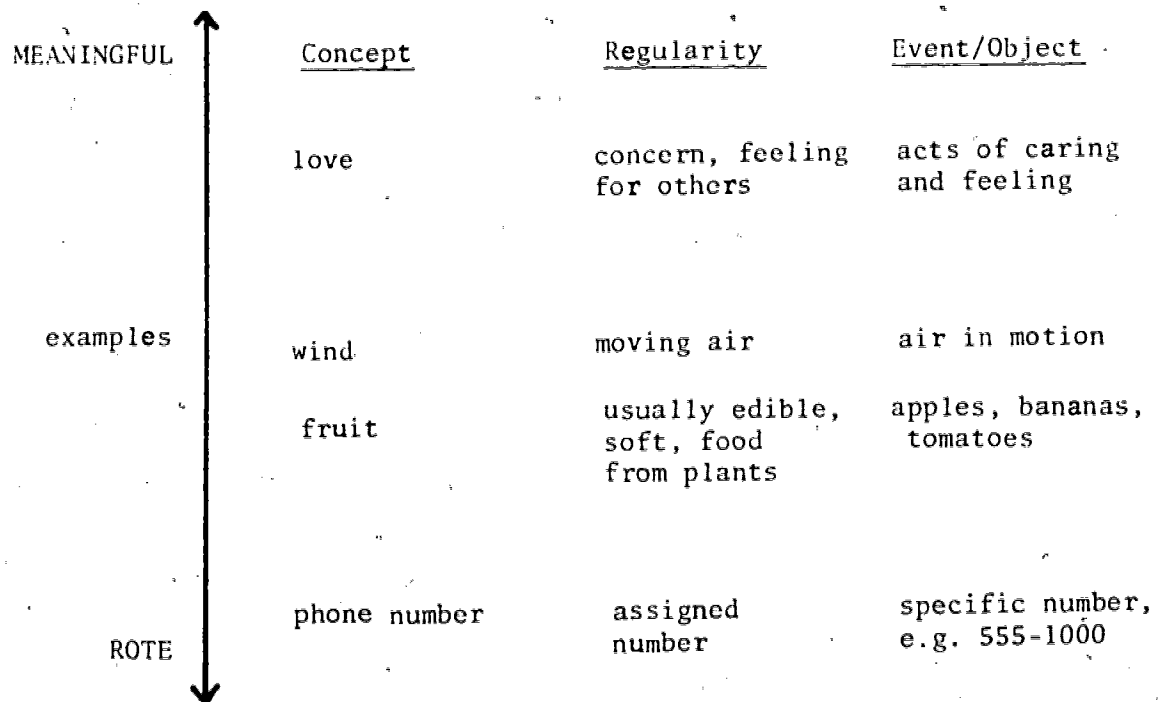 MEANINGFUL Concept Regularity Event/Object
love concern, feeling acts of caring
for others and feeling
examples wind moving air air in motion
fruit usually edible, apples, bananas,
soft, food tomatoes
from plants
phone number assigned specific number,
ROTE number e.g. 555-1000